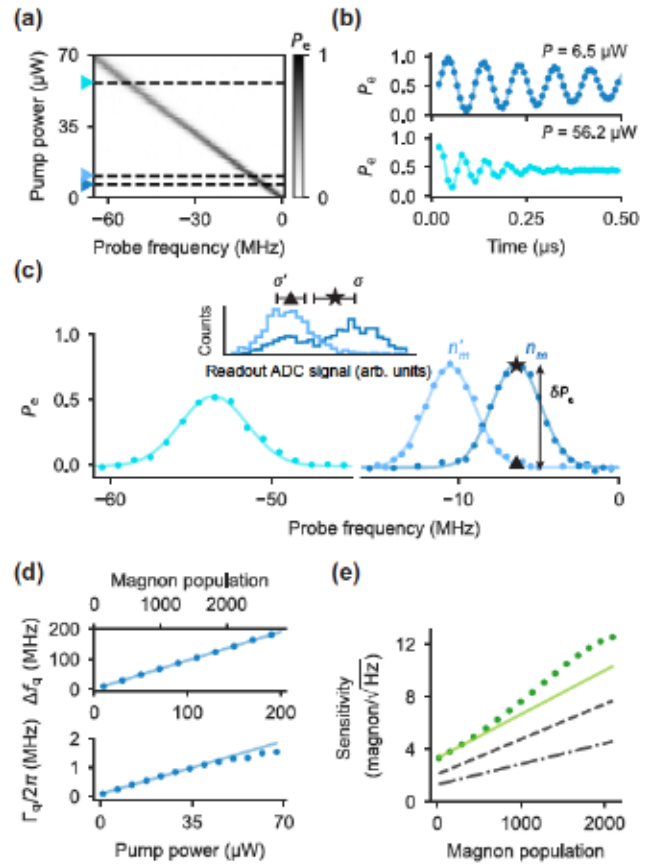 (a)
70
35
0
Pump power (µW)
−60
−30
0
Probe frequency (MHz)
Pe
1
0
(b)
1.0
0.5
0.0
Pe
P = 6.5 µW
1.0
0.5
0.0
Pe
P = 56.2 µW
0.00
0.25
0.50
Time (µs)
(c)
σ′
σ
Counts
Readout ADC signal (arb. units)
n′m
nm
δPe
1.0
0.5
0.0
Pe
−60
−50
−10
0
Probe frequency (MHz)
(d)
Magnon population
0
1000
2000
200
100
0
Δfq (MHz)
0
100
200
2
1
0
Γq/2π (MHz)
0
35
70
Pump power (µW)
(e)
12
8
4
0
Sensitivity
(magnon/√Hz)
0
1000
2000
Magnon population